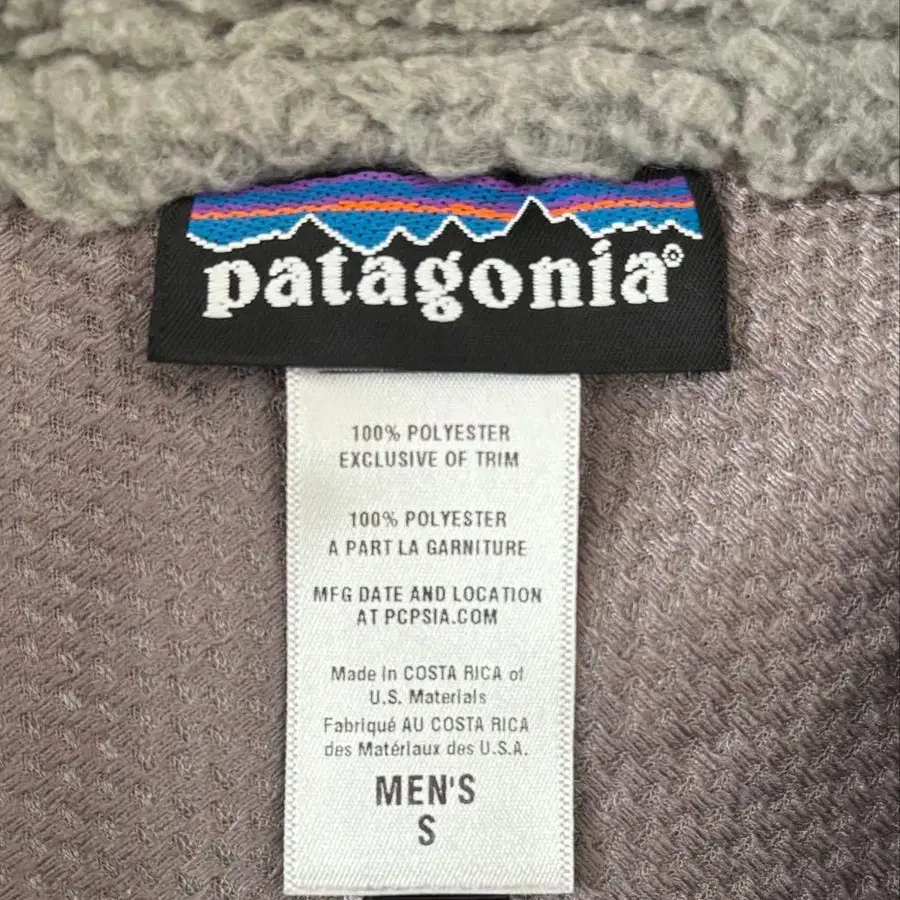 patagonia®
100% POLYESTER
EXCLUSIVE OF TRIM
100% POLYESTER
A PART LA GARNITURE
MFG DATE AND LOCATION
AT PCPSIA.COM
Made in COSTA RICA of
U.S. Materials
Fabriqué AU COSTA RICA
des Matériaux des U.S.A.
MEN'S
S